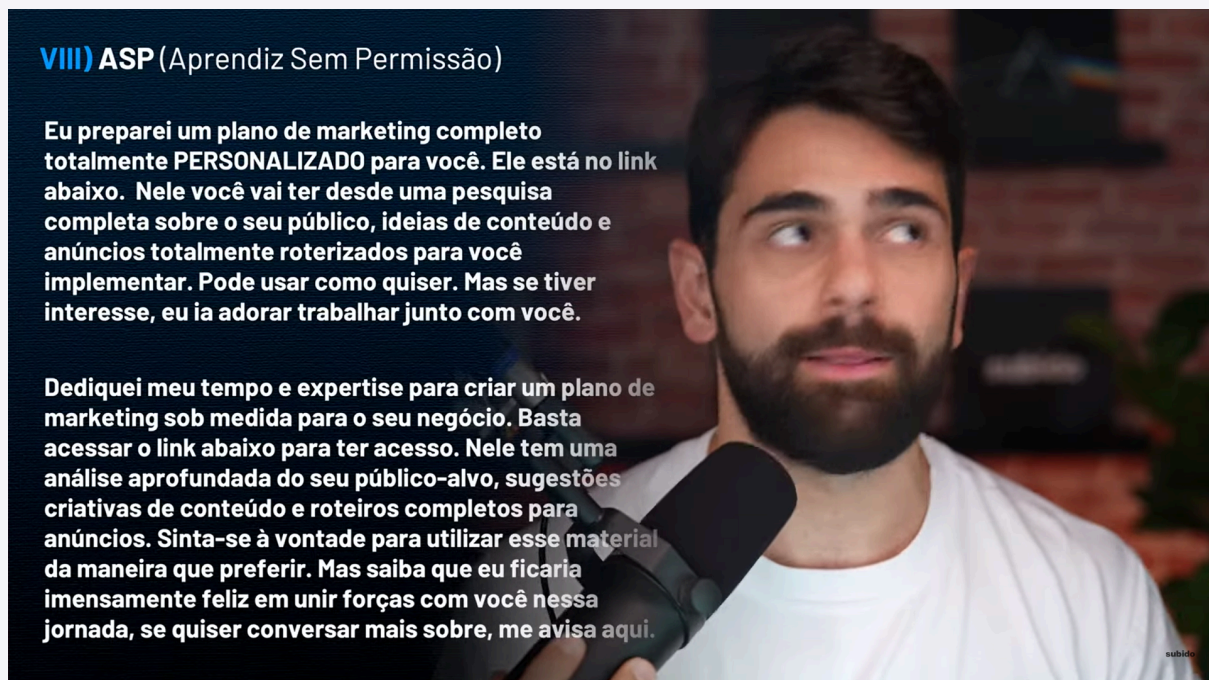 VIII) ASP (Aprendiz Sem Permissão)
Eu preparei um plano de marketing completo
totalmente PERSONALIZADO para você. Ele está no link
abaixo.  Nele você vai ter desde uma pesquisa
completa sobre o seu público, ideias de conteúdo e
anúncios totalmente roterizados para você
implementar. Pode usar como quiser. Mas se tiver
interesse, eu ia adorar trabalhar junto com você.
Dediquei meu tempo e expertise para criar um plano de
marketing sob medida para o seu negócio. Basta
acessar o link abaixo para ter acesso. Nele tem uma
análise aprofundada do seu público-alvo, sugestões
criativas de conteúdo e roteiros completos para
anúncios. Sinta-se à vontade para utilizar esse material
da maneira que preferir. Mas saiba que eu ficaria
imensamente feliz em unir forças com você nessa
jornada, se quiser conversar mais sobre, me avisa aqui.
subido
subido